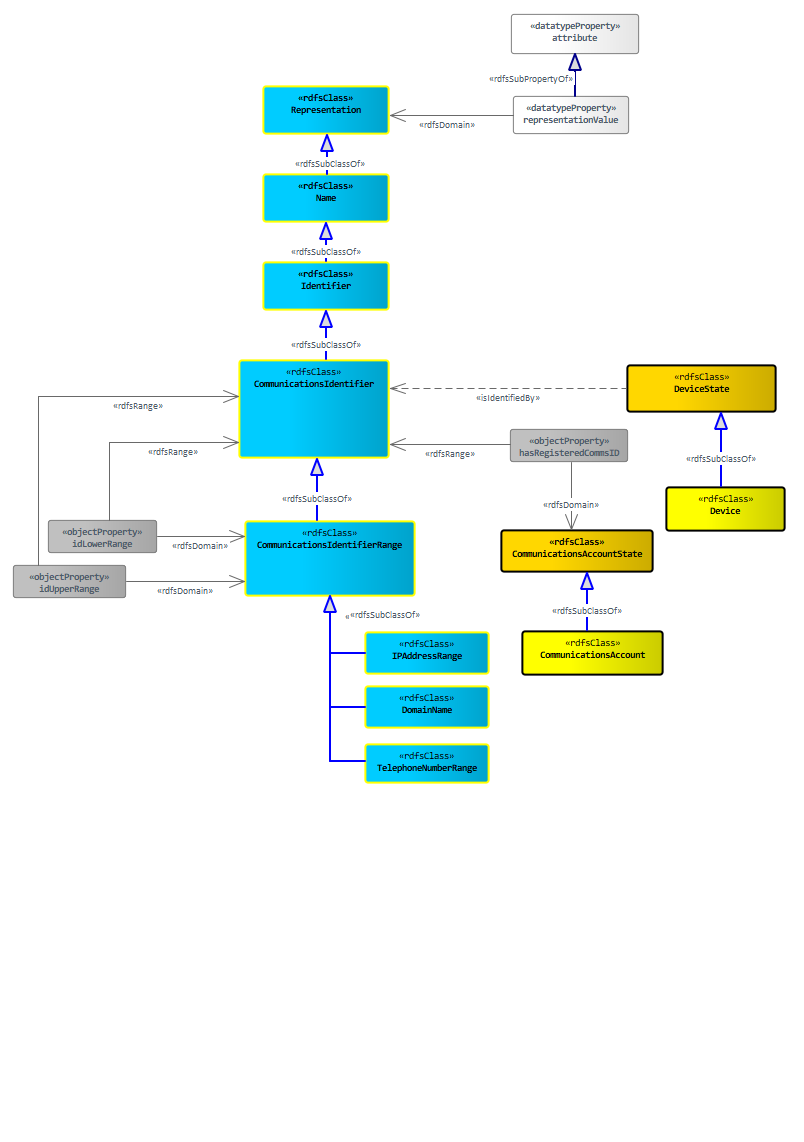 «datatypeProperty»
attribute
«rdfsSubPropertyOf»
«rdfsClass»
Representation
«datatypeProperty»
representationValue
«rdfsDomain»
«rdfsSubClassOf»
«rdfsClass»
Name
«rdfsSubClassOf»
«rdfsClass»
Identifier
«rdfsSubClassOf»
«rdfsClass»
CommunicationsIdentifier
«rdfsClass»
DeviceState
«isIdentifiedBy»
«rdfsRange»
«rdfsRange»
«rdfsRange»
«objectProperty»
hasRegisteredCommsID
«rdfsSubClassOf»
«rdfsSubClassOf»
«rdfsClass»
Device
«rdfsDomain»
«objectProperty»
idLowerRange
«rdfsDomain»
«rdfsClass»
CommunicationsIdentifierRange
«rdfsClass»
CommunicationsAccountState
«objectProperty»
idUpperRange
«rdfsDomain»
«rdfsSubClassOf»
«rdfsSubClassOf»
«rdfsClass»
IPAddressRange
«rdfsClass»
CommunicationsAccount
«rdfsClass»
DomainName
«rdfsClass»
TelephoneNumberRange